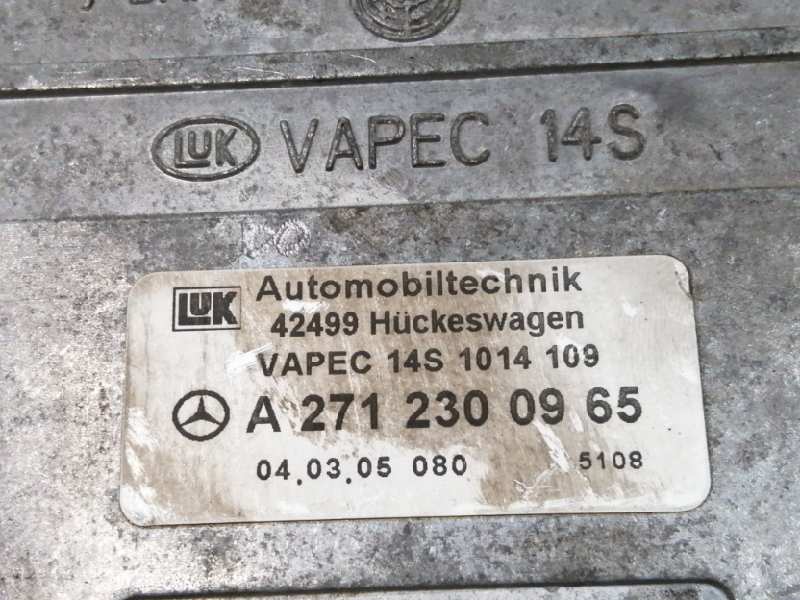 LUK VAPEC 14S
LUK Automobiltechnik
42499 Hückeswagen
VAPEC 14S 1014 109
A 271 230 09 65
04.03.05 080 5108